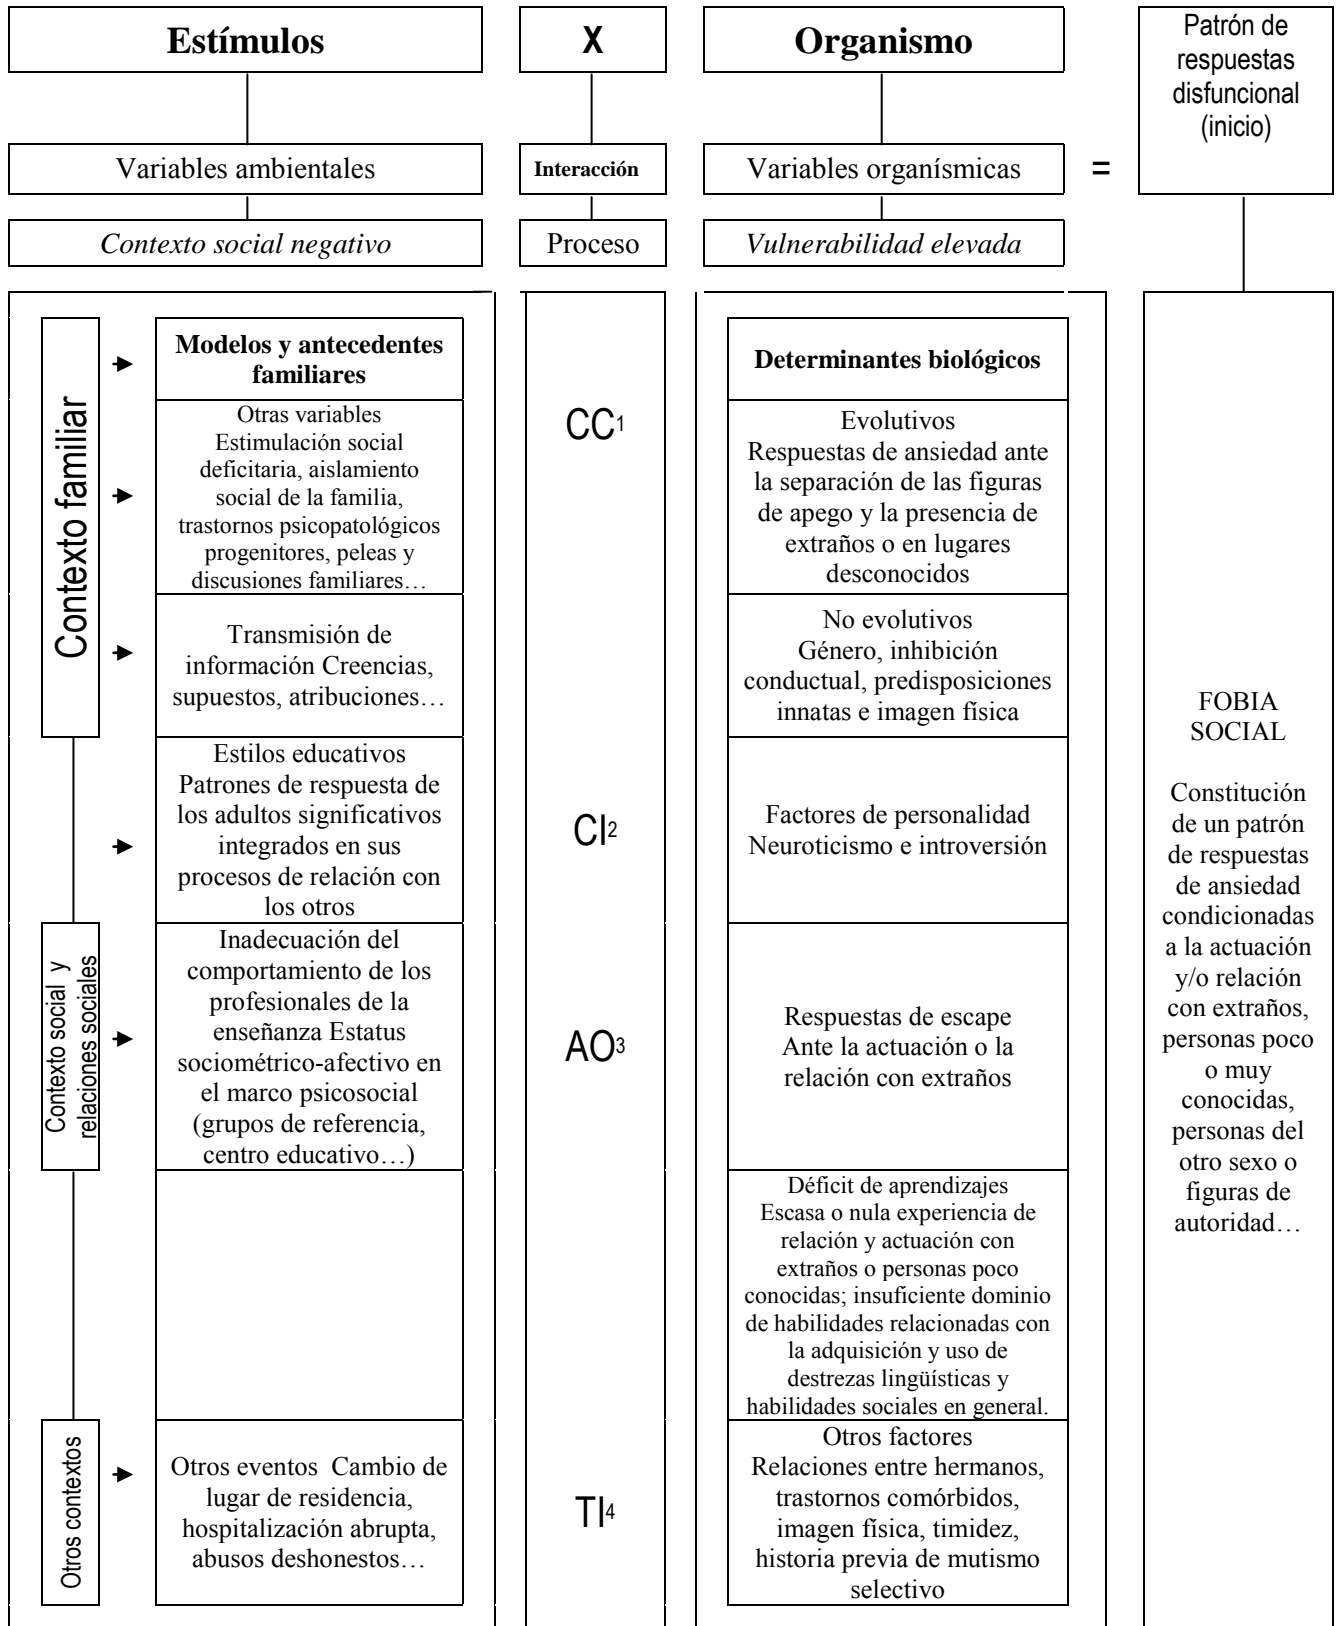 Estímulos
X
Organismo
Patrón de
respuestas
disfuncional
(inicio)
Variables ambientales
Interacción
Variables organísmicas
=
Contexto social negativo
Proceso
Vulnerabilidad elevada
Contexto familiar
Modelos y antecedentes
familiares
Otras variables
Estimulación social
deficitaria, aislamiento
social de la familia,
trastornos psicopatológicos
progenitores, peleas y
discusiones familiares…
Transmisión de
información Creencias,
supuestos, atribuciones…
Estilos educativos
Patrones de respuesta de
los adultos significativos
integrados en sus
procesos de relación con
los otros
Contexto social y
relaciones sociales
Inadecuación del
comportamiento de los
profesionales de la
enseñanza Estatus
sociométrico-afectivo en
el marco psicosocial
(grupos de referencia,
centro educativo…)
Otros contextos
Otros eventos Cambio de
lugar de residencia,
hospitalización abrupta,
abusos deshonestos…
CC1
CI2
AO3
TI4
Determinantes biológicos
Evolutivos
Respuestas de ansiedad ante
la separación de las figuras
de apego y la presencia de
extraños o en lugares
desconocidos
No evolutivos
Género, inhibición
conductual, predisposiciones
innatas e imagen física
Factores de personalidad
Neuroticismo e introversión
Respuestas de escape
Ante la actuación o la
relación con extraños
Déficit de aprendizajes
Escasa o nula experiencia de
relación y actuación con
extraños o personas poco
conocidas; insuficiente dominio
de habilidades relacionadas con
la adquisición y uso de
destrezas lingüísticas y
habilidades sociales en general.
Otros factores
Relaciones entre hermanos,
trastornos comórbidos,
imagen física, timidez,
historia previa de mutismo
selectivo
FOBIA
SOCIAL
Constitución
de un patrón
de respuestas
de ansiedad
condicionadas
a la actuación
y/o relación
con extraños,
personas poco
o muy
conocidas,
personas del
otro sexo o
figuras de
autoridad…